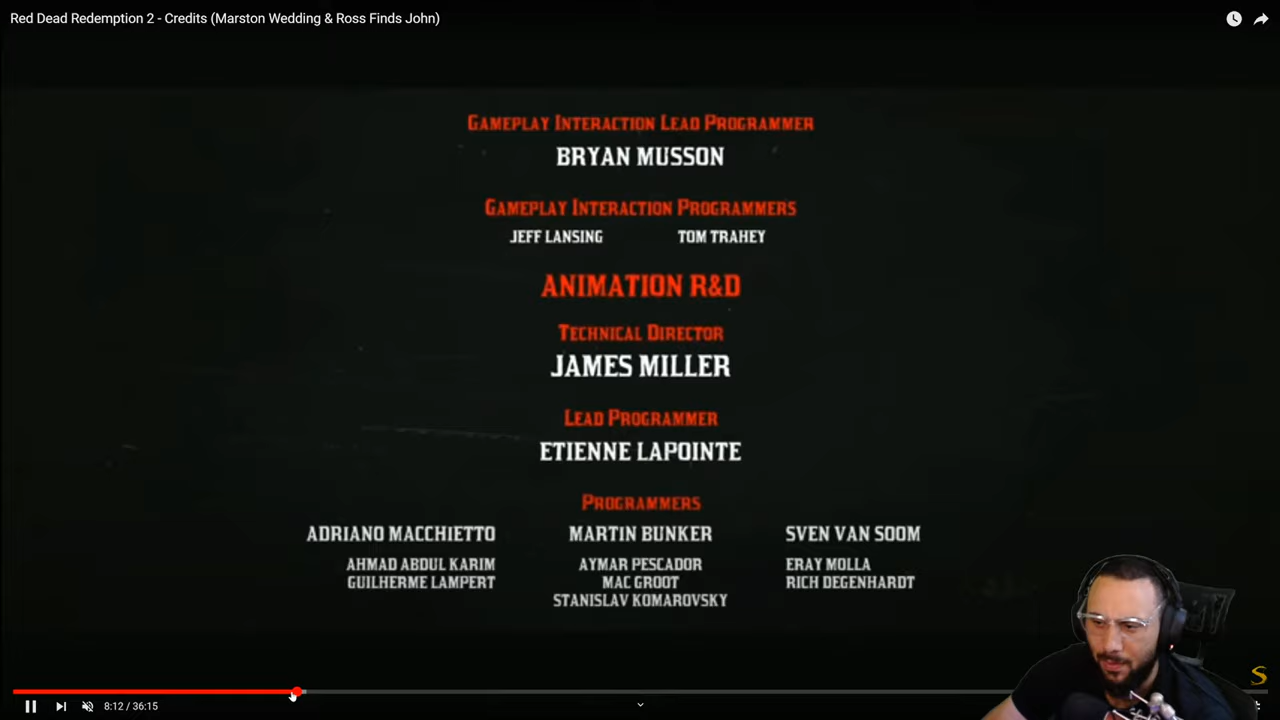 Red Dead Redemption 2 - Credits (Marston Wedding & Ross Finds John)
GAMEPLAY INTERACTION LEAD PROGRAMMER
BRYAN MUSSON
GAMEPLAY INTERACTION PROGRAMMERS
JEFF LANSING TOM TRAHEY
ANIMATION R&D
TECHNICAL DIRECTOR
JAMES MILLER
LEAD PROGRAMMER
ETIENNE LAPOINTE
PROGRAMMERS
ADRIANO MACCHIETTO MARTIN BUNKER SVEN VAN SOOM
AHMAD ABDUL KARIM AYMAR PESCADOR ERAY MOLLA
GUILHERME LAMPERT MAC GROOT RICH DEGENHARDT
STANISLAV KOMAROVSKY
S
8:12 / 36:15